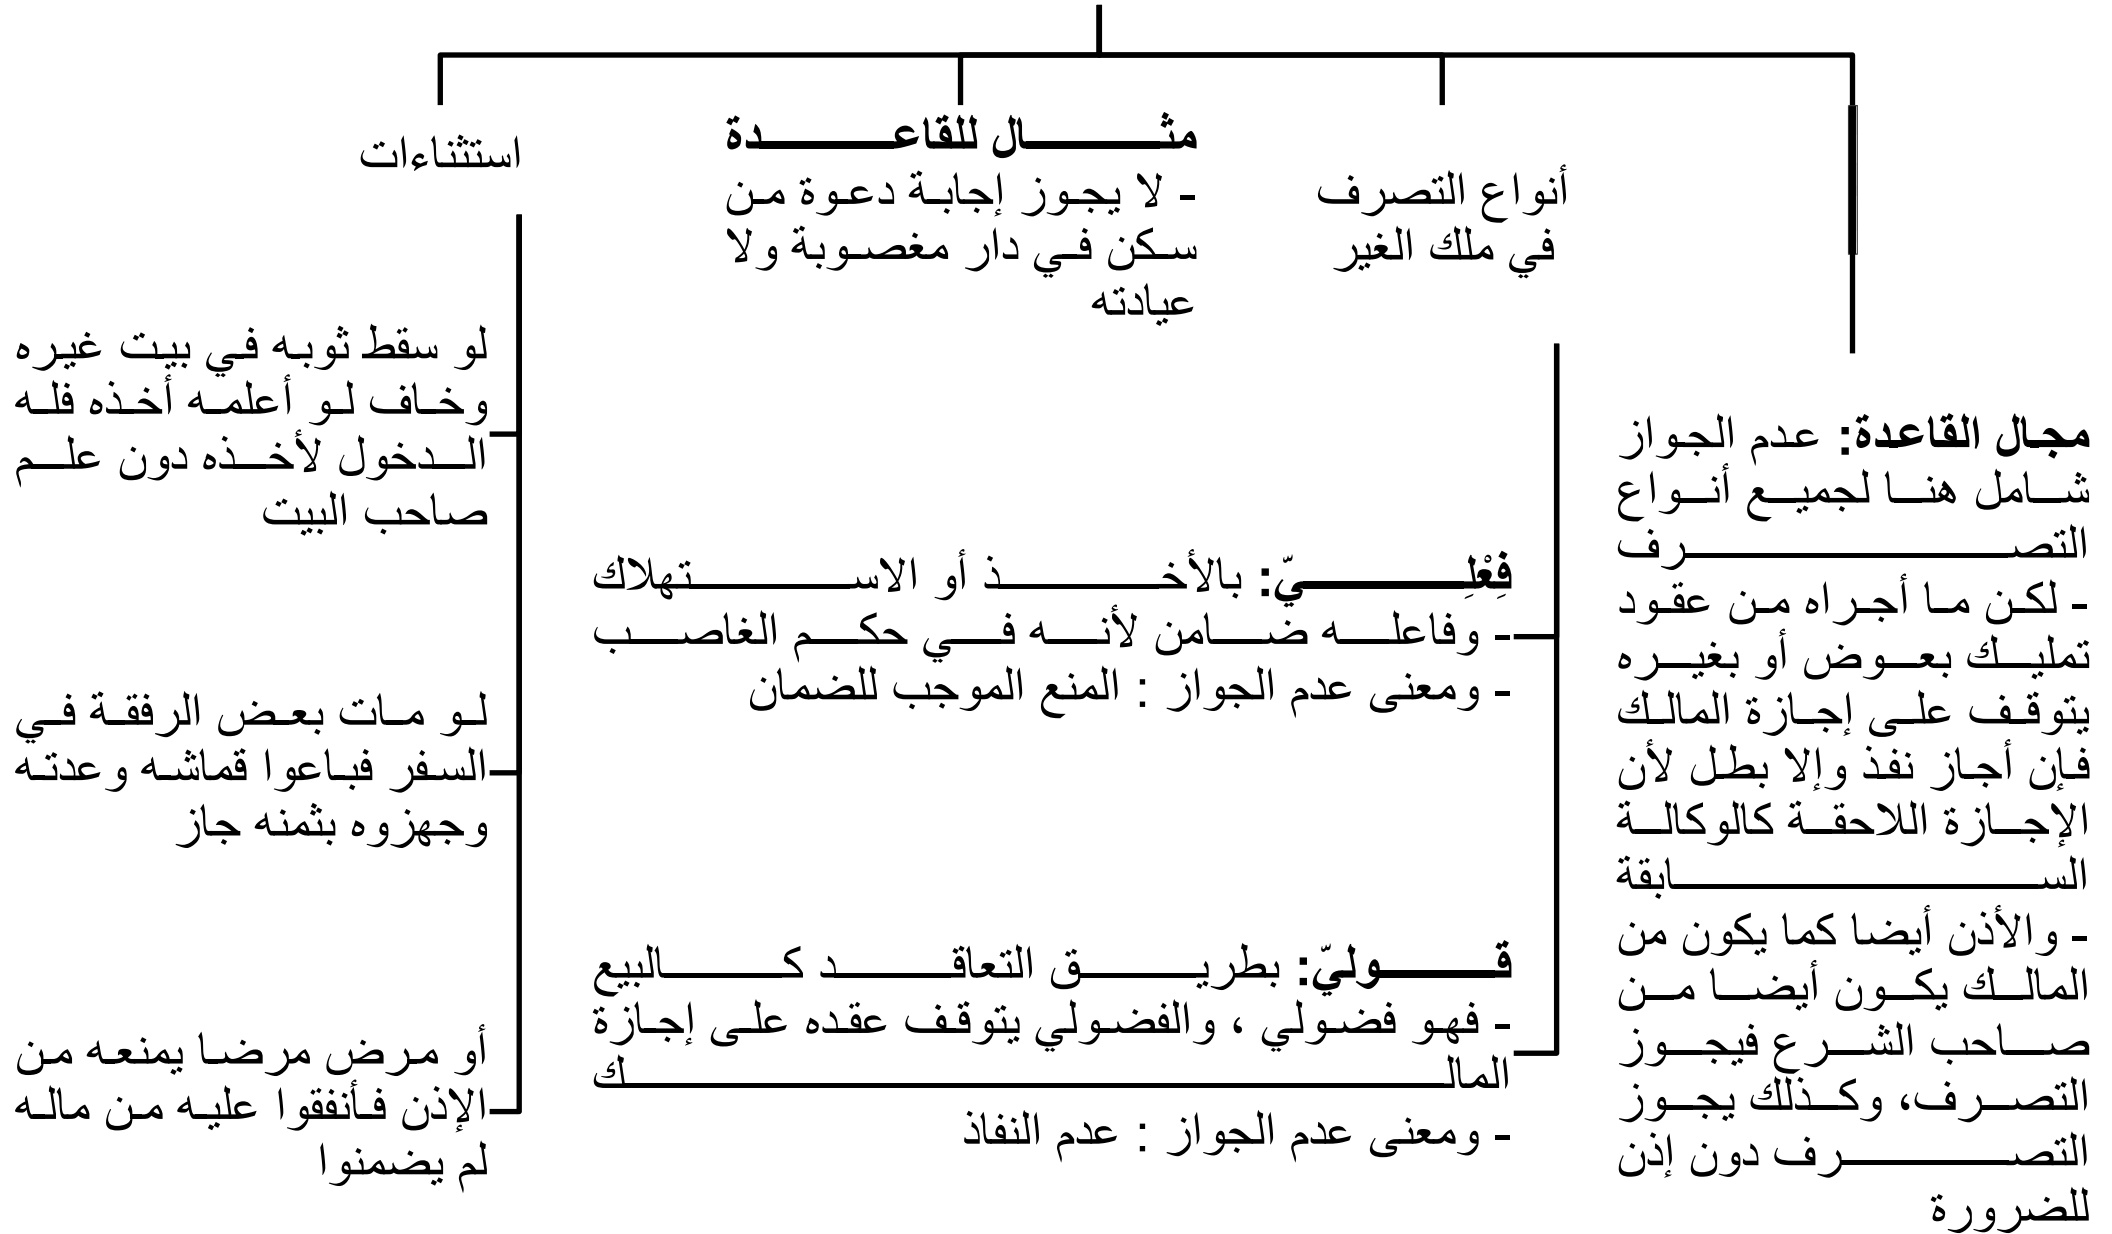 مجال القاعدة: عدم الجواز
شامل هنا لجميع أنواع
التصرف
- لكن ما أجراه من عقود
تمليك بعوض أو بغيره
يتوقف على إجازة المالك
فإن أجاز نفذ وإلا بطل لأن
الإجازة اللاحقة كالوكالة
السابقة
- والأذن أيضا كما يكون من
المالك يكون أيضا من
صاحب الشرع فيجوز
التصرف، وكذلك يجوز
التصرف دون إذن
للضرورة
أنواع التصرف
في ملك الغير
فِعْلِيّ: بالأخذ أو الاستهلاك
- وفاعله ضامن لأنه في حكم الغاصب
- ومعنى عدم الجواز : المنع الموجب للضمان
قوليّ: بطريق التعاقد كالبيع
- فهو فضولي ، والفضولي يتوقف عقده على إجازة
المالك
- ومعنى عدم الجواز : عدم النفاذ
مثال للقاعدة
- لا يجوز إجابة دعوة من
سكن في دار مغصوبة ولا
عيادته
استثناءات
لو سقط ثوبه في بيت غيره
وخاف لو أعلمه أخذه فله
الدخول لأخذه دون علم
صاحب البيت
لو مات بعض الرفقة في
السفر فباعوا قماشه وعدته
وجهزوه بثمنه جاز
أو مرض مرضا يمنعه من
الإذن فأنفقوا عليه من ماله
لم يضمنوا